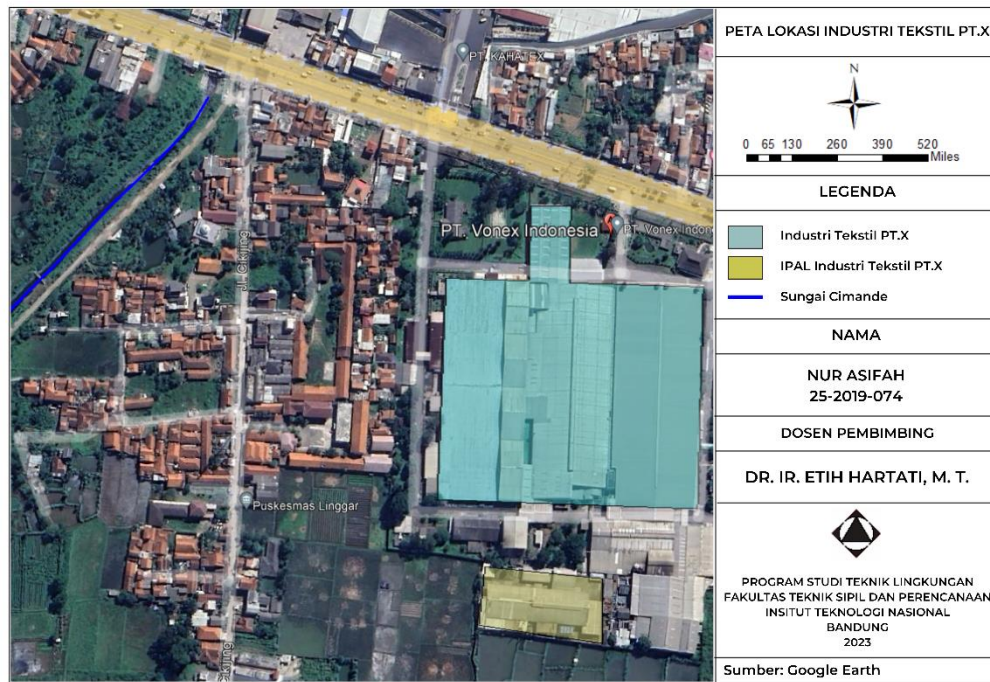 PETA LOKASI INDUSTRI TEKSTIL PT.X
N
0 65 130 260 390 520
Miles
LEGENDA
Industri Tekstil PT.X
IPAL Industri Tekstil PT.X
Sungai Cimande
NAMA
NUR ASIFAH
25-2019-074
DOSEN PEMBIMBING
DR. IR. ETIH HARTATI, M. T.
PROGRAM STUDI TEKNIK LINGKUNGAN
FAKULTAS TEKNIK SIPIL DAN PERENCANAAN
INSITUT TEKNOLOGI NASIONAL
BANDUNG
2023
Sumber: Google Earth
PT. KAHATEX
PT. Vonex Indonesia
PT. Vonex Indon
Jl. Cikijing
Puskesmas Linggar